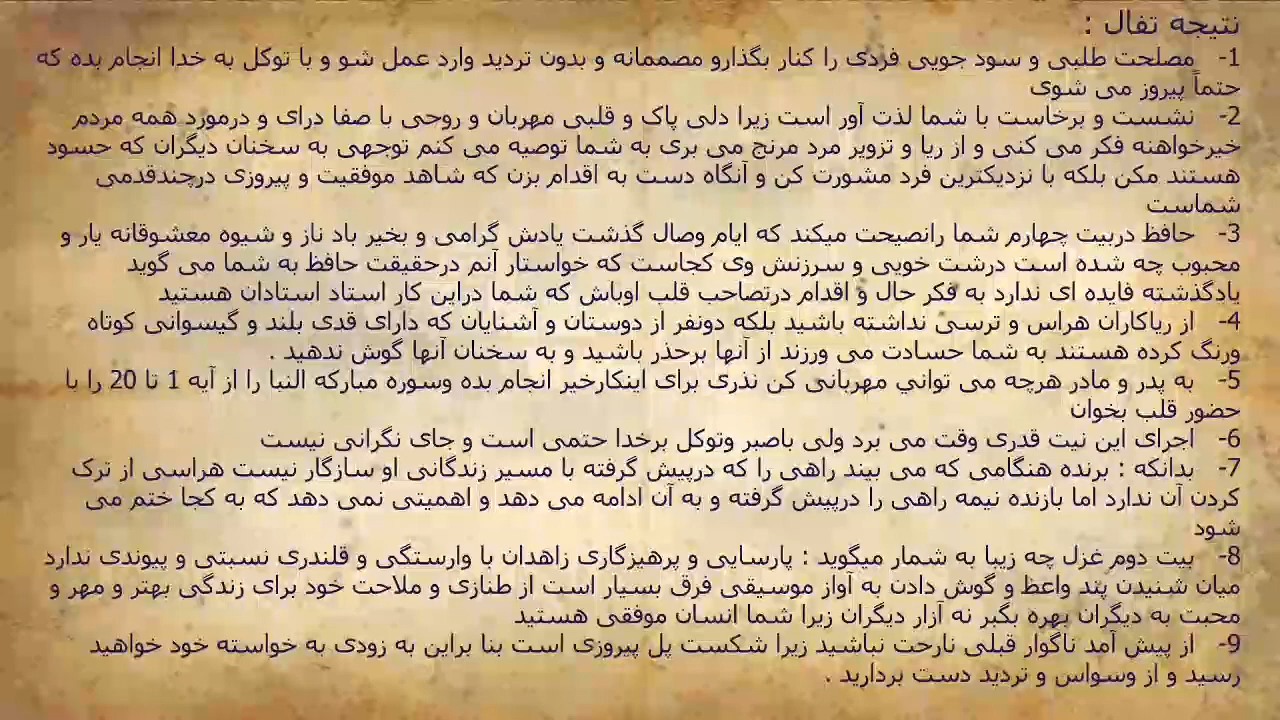 نتیجه تفال :
1- مصلحت طلبی و سود جویی فردی را کنار بگذارو مصممانه و بدون تردید وارد عمل شو و با توکل به خدا انجام بده که
حتماً پیروز می شوی
2- نشست و برخاست با شما لذت آور است زیرا دلی پاک و قلبی مهربان و روحی با صفا درای و درمورد همه مردم
خیرخواهنه فکر می کنی و از ریا و تزویر مرد مرنج می بری به شما توصیه می کنم توجهی به سخنان دیگران که حسود
هستند مکن بلکه با نزدیکترین فرد مشورت کن و آنگاه دست به اقدام بزن که شاهد موفقیت و پیروزی درچندقدمی
شماست
3- حافظ دربیت چهارم شما رانصیحت میکند که ایام وصال گذشت یادش گرامی و بخیر باد ناز و شیوه معشوقانه یار و
محبوب چه شده است درشت خویی و سرزنش وی کجاست که خواستار آنم درحقیقت حافظ به شما می گوید
یادگذشته فایده ای ندارد به فکر حال و اقدام درتصاحب قلب اوباش که شما دراین کار استاد استادان هستید
4- از ریاکاران هراس و ترسی نداشته باشید بلکه دونفر از دوستان و آشنایان که دارای قدی بلند و گیسوانی کوتاه
ورنگ کرده هستند به شما حسادت می ورزند از آنها برحذر باشید و به سخنان آنها گوش ندهید .
5- به پدر و مادر هرچه می تواني مهربانی کن نذری برای اینکارخیر انجام بده وسوره مبارکه النبا را از آیه 1 تا 20 را با
حضور قلب بخوان
6- اجرای این نیت قدری وقت می برد ولی باصبر وتوکل برخدا حتمی است و جای نگرانی نیست
7- بدانکه : برنده هنگامی که می بیند راهی را که درپیش گرفته با مسیر زندگانی او سازگار نیست هراسی از ترک
کردن آن ندارد اما بازنده نیمه راهی را درپیش گرفته و به آن ادامه می دهد و اهمیتی نمی دهد که به کجا ختم می
شود
8- بیت دوم غزل چه زیبا به شمار میگوید : پارسایی و پرهیزگاری زاهدان با وارستگی و قلندری نسبتی و پیوندی ندارد
میان شنیدن پند واعظ و گوش دادن به آواز موسیقی فرق بسیار است از طنازی و ملاحت خود برای زندگی بهتر و مهر و
محبت به دیگران بهره بگبر نه آزار دیگران زیرا شما انسان موفقی هستید
9- از پیش آمد ناگوار قبلی نارحت نباشید زیرا شکست پل پیروزی است بنا براین به زودی به خواسته خود خواهید
رسید و از وسواس و تردید دست بردارید .